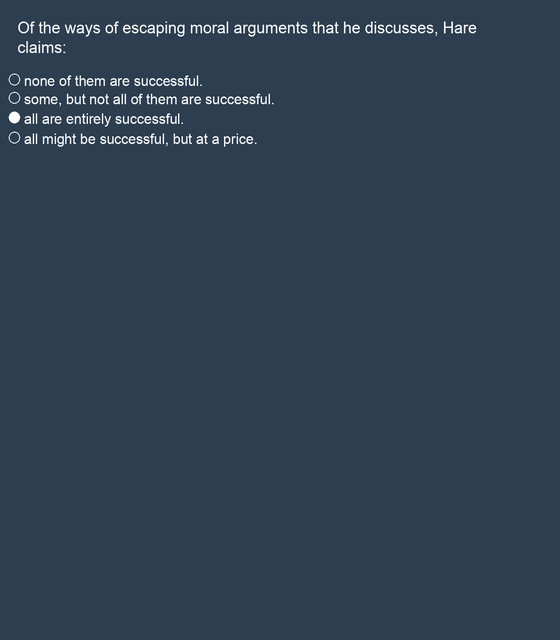 Of the ways of escaping moral arguments that he discusses, Hare
claims:
none of them are successful.
some, but not all of them are successful.
all are entirely successful.
all might be successful, but at a price.